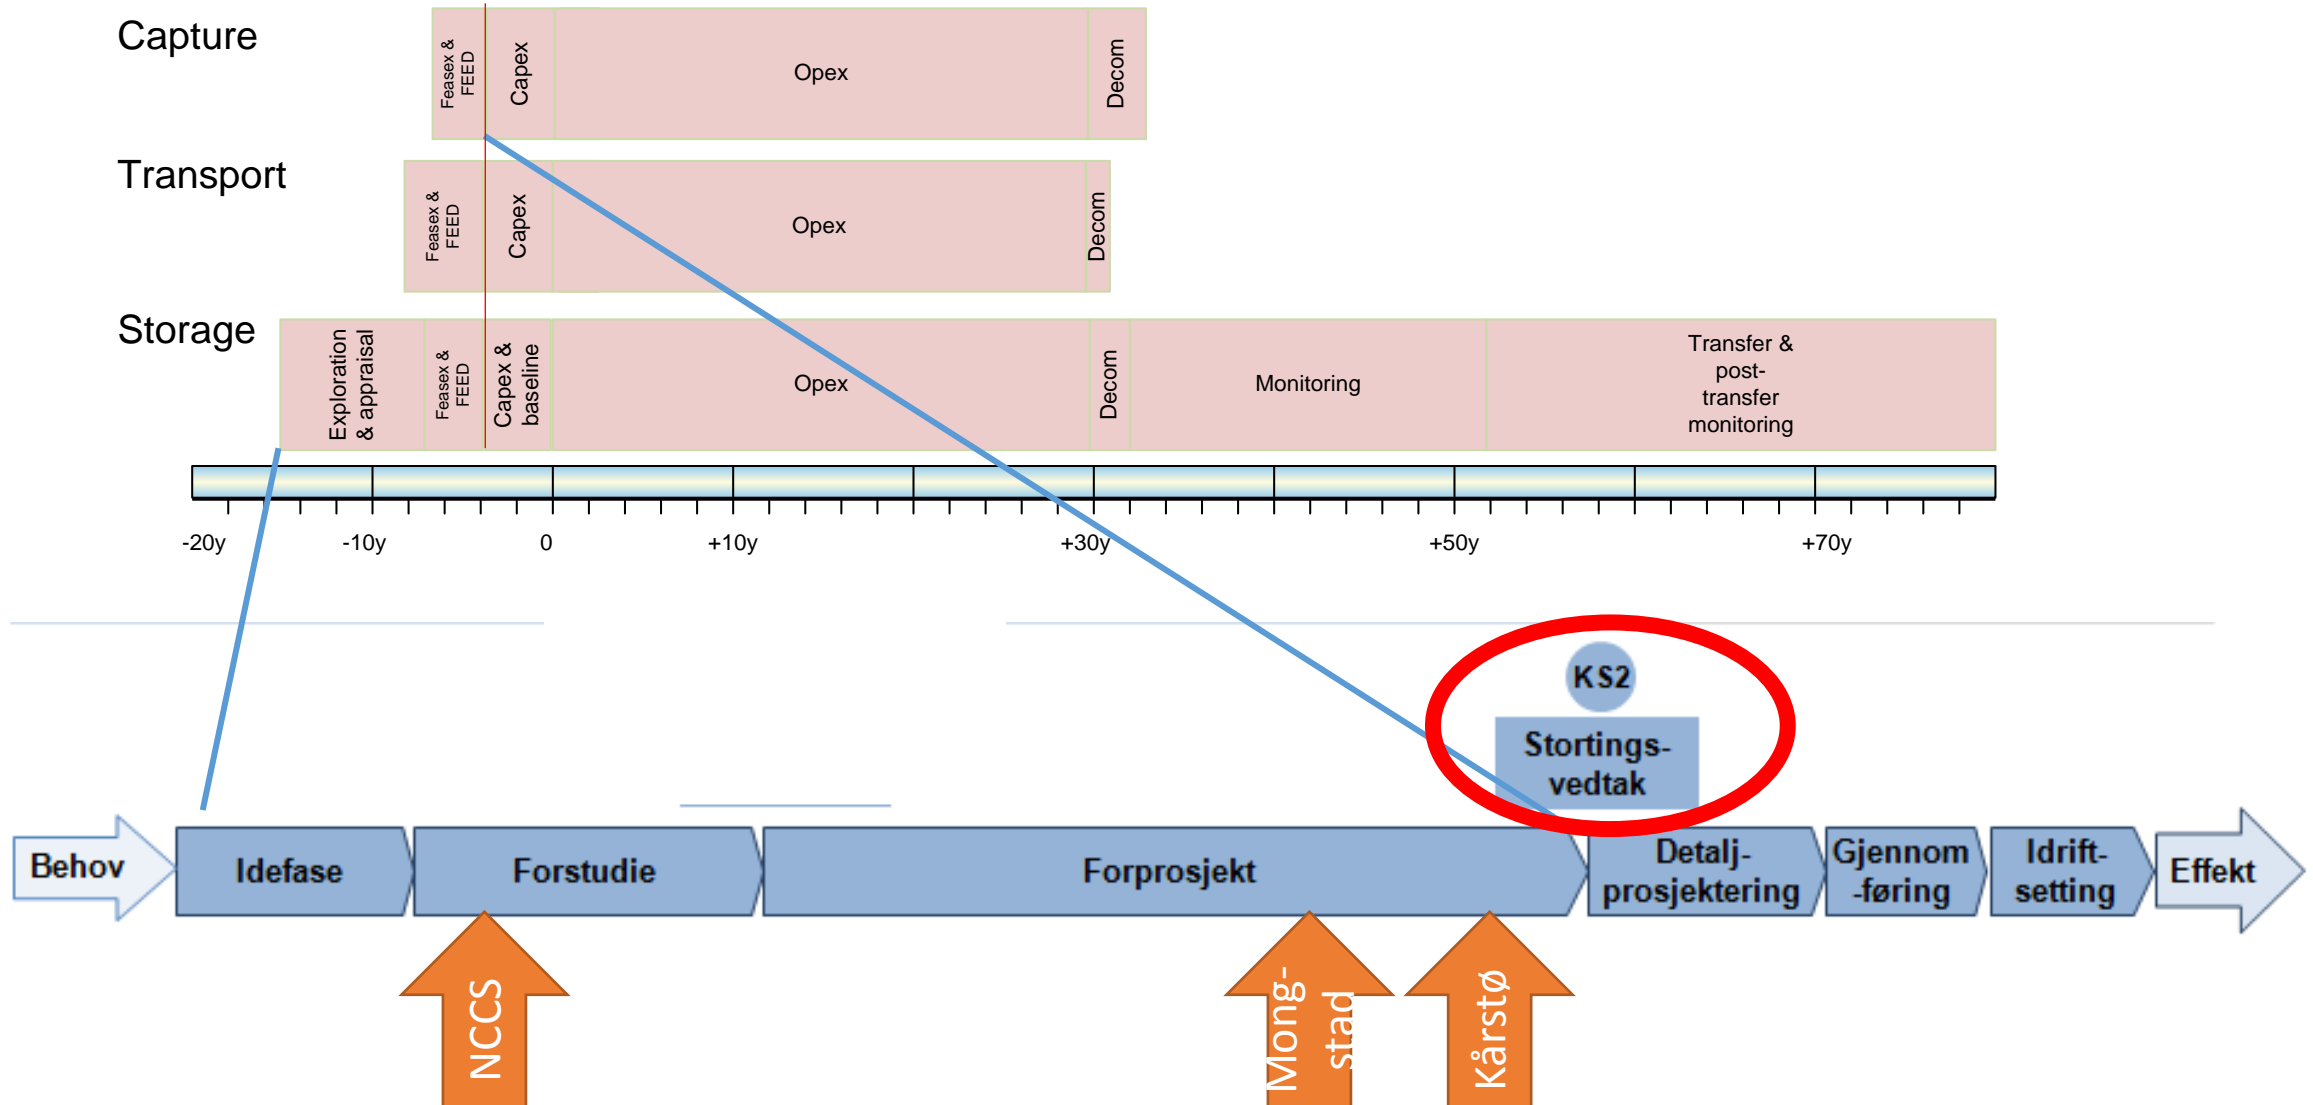 Capture
Feasex &
FEED
Capex
Opex
Decom
Transport
Feasex &
FEED
Capex
Opex
Decom
Storage
Exploration
& appraisal
Feasex &
FEED
Capex &
baseline
Opex
Decom
Monitoring
Transfer &
post-
transfer
monitoring
-20y
-10y
0
+10y
+30y
+50y
+70y
KS2
Stortings-
vedtak
Behov
Idefase
Forstudie
Forprosjekt
Detalj-
prosjektering
Gjennom
-føring
Idrift-
setting
Effekt
NCCS
Mong-
stad
Kårstø